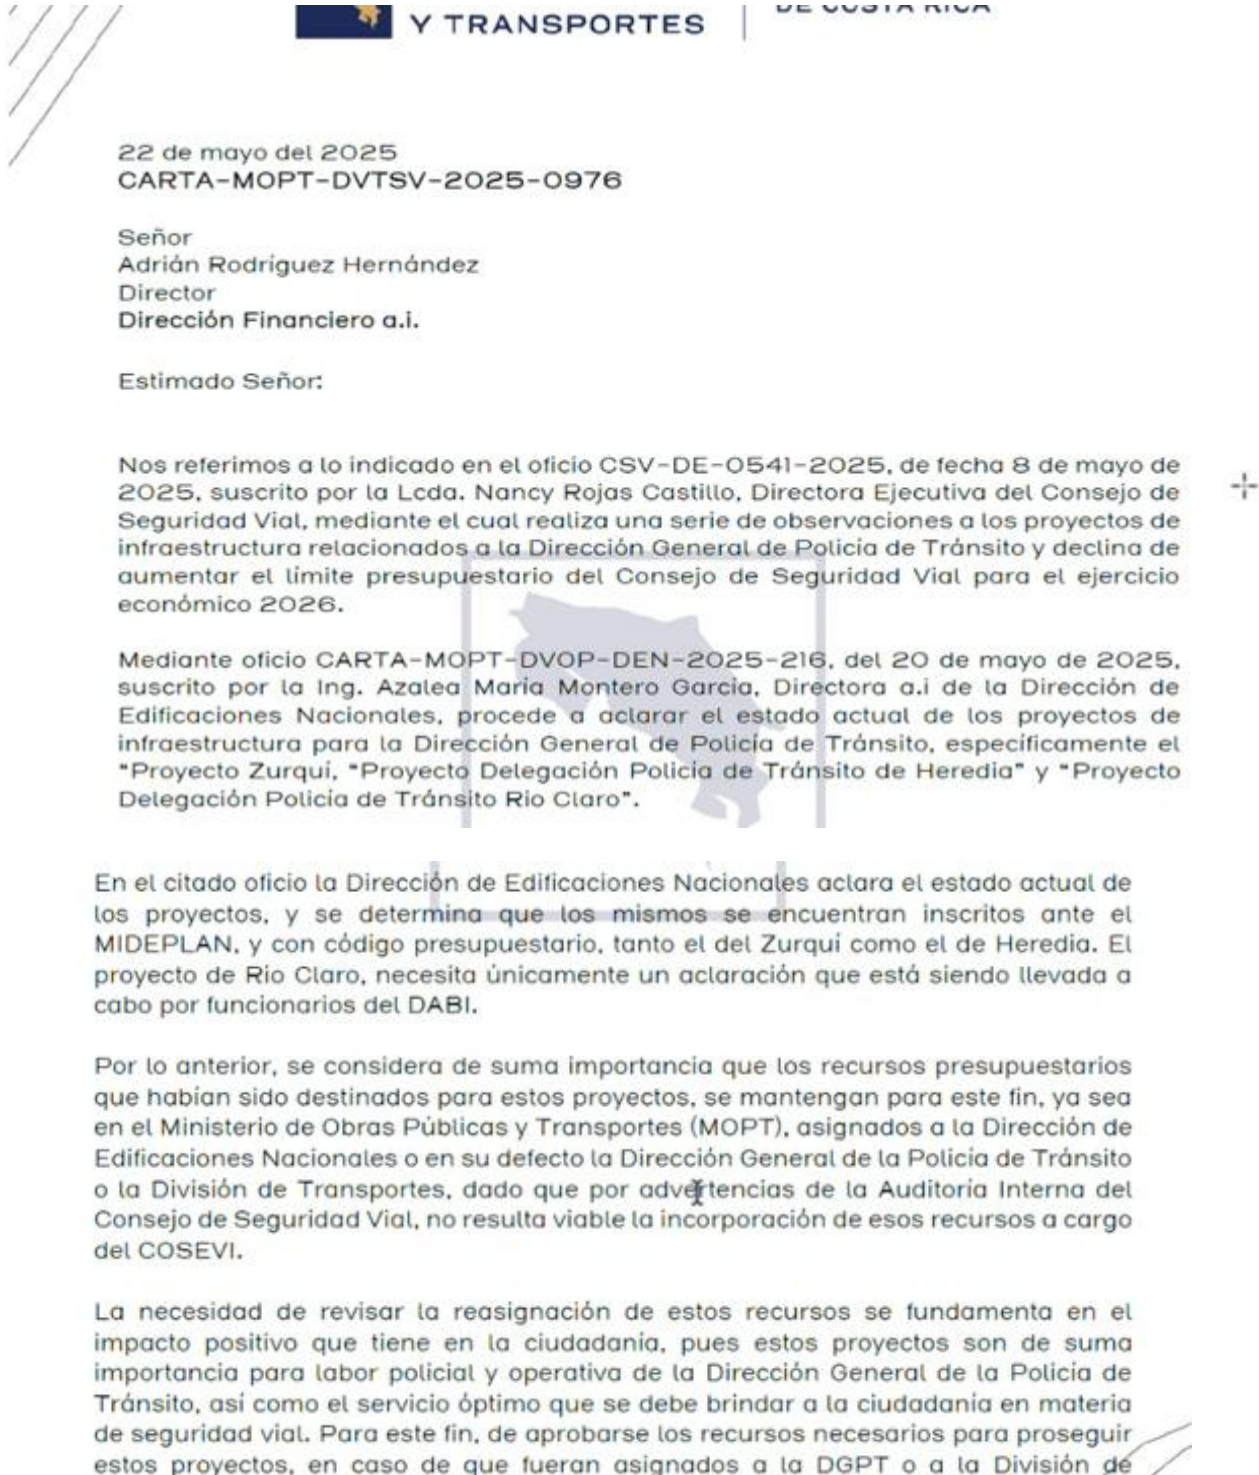 Y TRANSPORTES
DE COSTA RICA
22 de mayo del 2025
CARTA-MOPT-DVTSV-2025-0976
Señor
Adrián Rodríguez Hernández
Director
Dirección Financiero a.i.
Estimado Señor:
Nos referimos a lo indicado en el oficio CSV-DE-0541-2025, de fecha 8 de mayo de
2025, suscrito por la Lcda. Nancy Rojas Castillo, Directora Ejecutiva del Consejo de
Seguridad Vial, mediante el cual realiza una serie de observaciones a los proyectos de
infraestructura relacionados a la Dirección General de Policía de Tránsito y declina de
aumentar el límite presupuestario del Consejo de Seguridad Vial para el ejercicio
económico 2026.
Mediante oficio CARTA-MOPT-DVOP-DEN-2025-216, del 20 de mayo de 2025,
suscrito por la Ing. Azalea María Montero García, Directora a.i de la Dirección de
Edificaciones Nacionales, procede a aclarar el estado actual de los proyectos de
infraestructura para la Dirección General de Policía de Tránsito, específicamente el
"Proyecto Zurquí, "Proyecto Delegación Policía de Tránsito de Heredia" y "Proyecto
Delegación Policía de Tránsito Rio Claro".
En el citado oficio la Dirección de Edificaciones Nacionales aclara el estado actual de
los proyectos, y se determina que los mismos se encuentran inscritos ante el
MIDEPLAN, y con código presupuestario, tanto el del Zurquí como el de Heredia. El
proyecto de Rio Claro, necesita únicamente un aclaración que está siendo llevada a
cabo por funcionarios del DABI.
Por lo anterior, se considera de suma importancia que los recursos presupuestarios
que habían sido destinados para estos proyectos, se mantengan para este fin, ya sea
en el Ministerio de Obras Públicas y Transportes (MOPT), asignados a la Dirección de
Edificaciones Nacionales o en su defecto la Dirección General de la Policía de Tránsito
o la División de Transportes, dado que por advertencias de la Auditoría Interna del
Consejo de Seguridad Vial, no resulta viable la incorporación de esos recursos a cargo
del COSEVI.
La necesidad de revisar la reasignación de estos recursos se fundamenta en el
impacto positivo que tiene en la ciudadanía, pues estos proyectos son de suma
importancia para labor policial y operativa de la Dirección General de la Policía de
Tránsito, así como el servicio óptimo que se debe brindar a la ciudadanía en materia
de seguridad vial. Para este fin, de aprobarse los recursos necesarios para proseguir
estos proyectos, en caso de que fueran asignados a la DGPT o a la División de